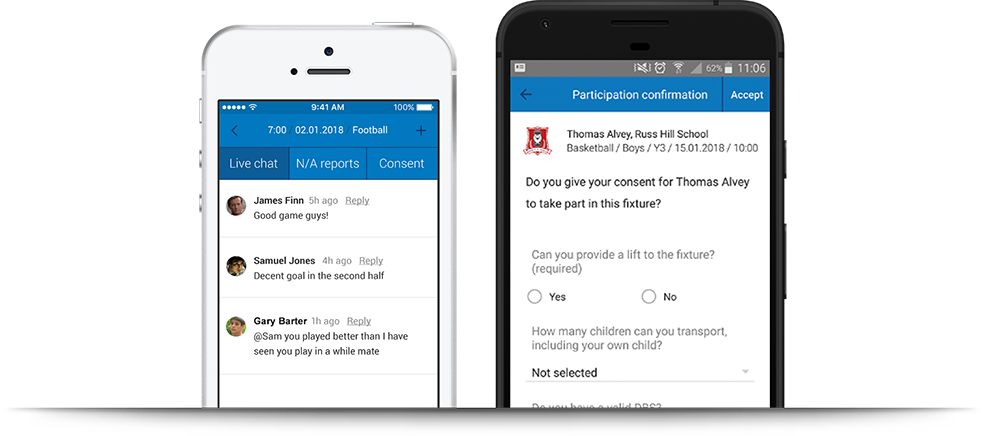 9:41 AM 100%
7:00 02.01.2018 Football +
Live chat N/A reports Consent
James Finn 5h ago Reply
Good game guys!
Samuel Jones 4h ago Reply
Decent goal in the second half
Gary Barter 1h ago Reply
@Sam you played better than I have
seen you play in a while mate
62% 11:06
Participation confirmation Accept
Thomas Alvey, Russ Hill School
Basketball / Boys / Y3 / 15.01.2018 / 10:00
Do you give your consent for Thomas Alvey
to take part in this fixture?
Can you provide a lift to the fixture?
(required)
Yes No
How many children can you transport,
including your own child?
Not selected
Do you have a valid DBS?